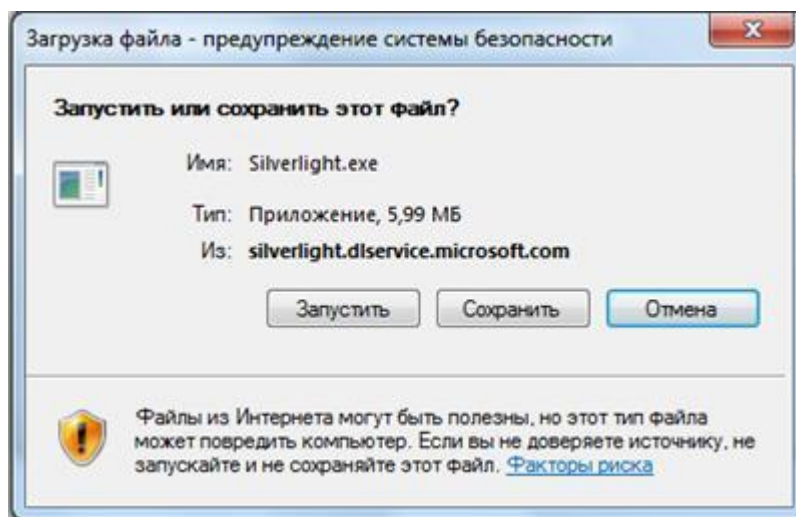 Загрузка файла - предупреждение системы безопасности
Запустить или сохранить этот файл?
Имя: Silverlight.exe
Тип: Приложение, 5,99 МБ
Из: silverlight.dlservice.microsoft.com
Запустить Сохранить Отмена
Файлы из Интернета могут быть полезны, но этот тип файла
может повредить компьютер. Если вы не доверяете источнику, не
запускайте и не сохраняйте этот файл. Факторы риска